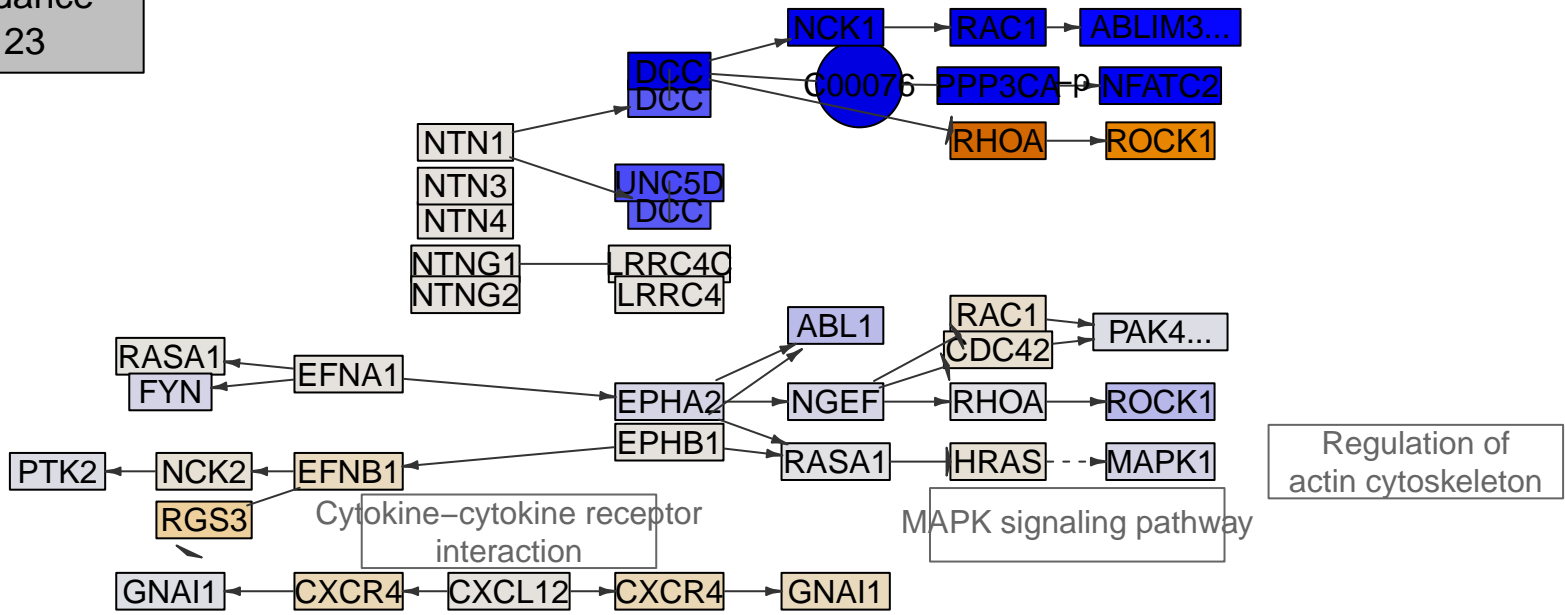 dance
23
NCK1
RAC1
ABLIM3...
DCC
C00076
PPP3CA
-p
NFATC2
DCC
NTN1
RHOA
ROCK1
NTN3
UNC5D
NTN4
DCC
NTNG1
LRRC4C
NTNG2
LRRC4
RAC1
ABL1
PAK4...
RASA1
CDC42
EFNA1
FYN
EPHA2
NGEF
RHOA
ROCK1
EPHB1
Regulation of
actin cytoskeleton
PTK2
NCK2
EFNB1
RASA1
HRAS
MAPK1
RGS3
Cytokine−cytokine receptor
interaction
MAPK signaling pathway
GNAI1
CXCR4
CXCL12
CXCR4
GNAI1